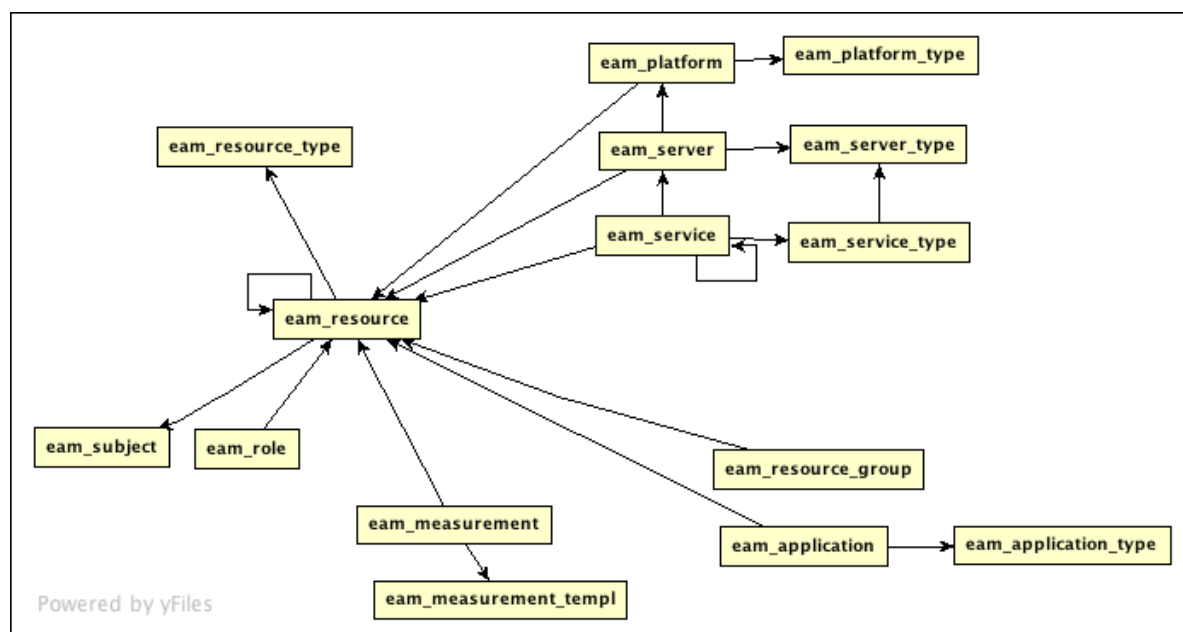 eam_platform
eam_platform_type
eam_resource_type
eam_server
eam_server_type
eam_service
eam_service_type
eam_resource
eam_subject
eam_role
eam_resource_group
eam_measurement
eam_application
eam_application_type
eam_measurement_templ
Powered by yFiles